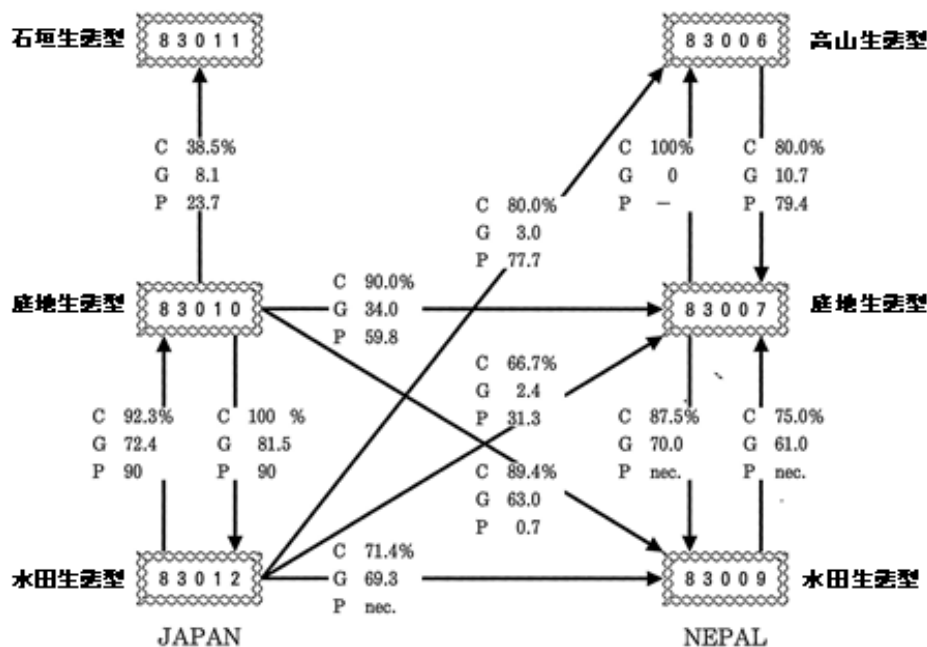 石垣生態型
83011
83006
高山生態型
C 38.5%
G 8.1
P 23.7
C 100%
G 0
P －
C 80.0%
G 10.7
P 79.4
C 80.0%
G 3.0
P 77.7
庭地生態型
83010
C 90.0%
G 34.0
P 59.8
83007
庭地生態型
C 92.3%
G 72.4
P 90
C 100 %
G 81.5
P 90
C 66.7%
G 2.4
P 31.3
C 87.5%
G 70.0
P nec.
C 75.0%
G 61.0
P nec.
C 89.4%
G 63.0
P 0.7
水田生態型
83012
C 71.4%
G 69.3
P nec.
83009
水田生態型
JAPAN
NEPAL